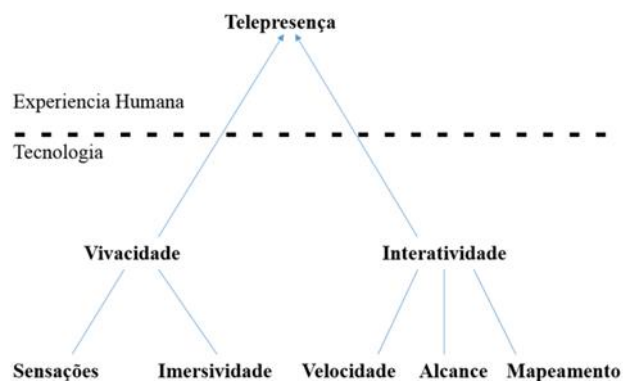 Telepresença
Experiencia Humana
Tecnologia
Vivacidade
Interatividade
Sensações
Imersividade
Velocidade
Alcance
Mapeamento